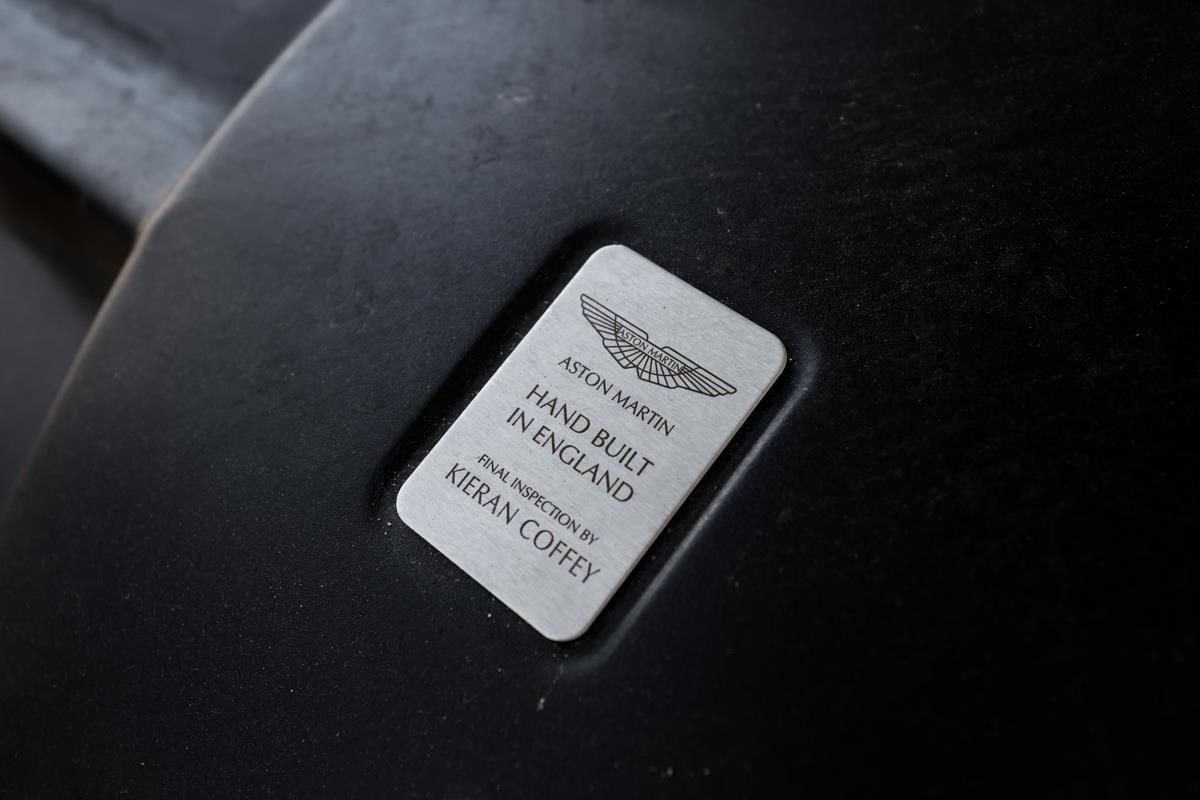 ASTON MARTIN
ASTON MARTIN
HAND BUILT
IN ENGLAND
FINAL INSPECTION BY
KIERAN COFFEY